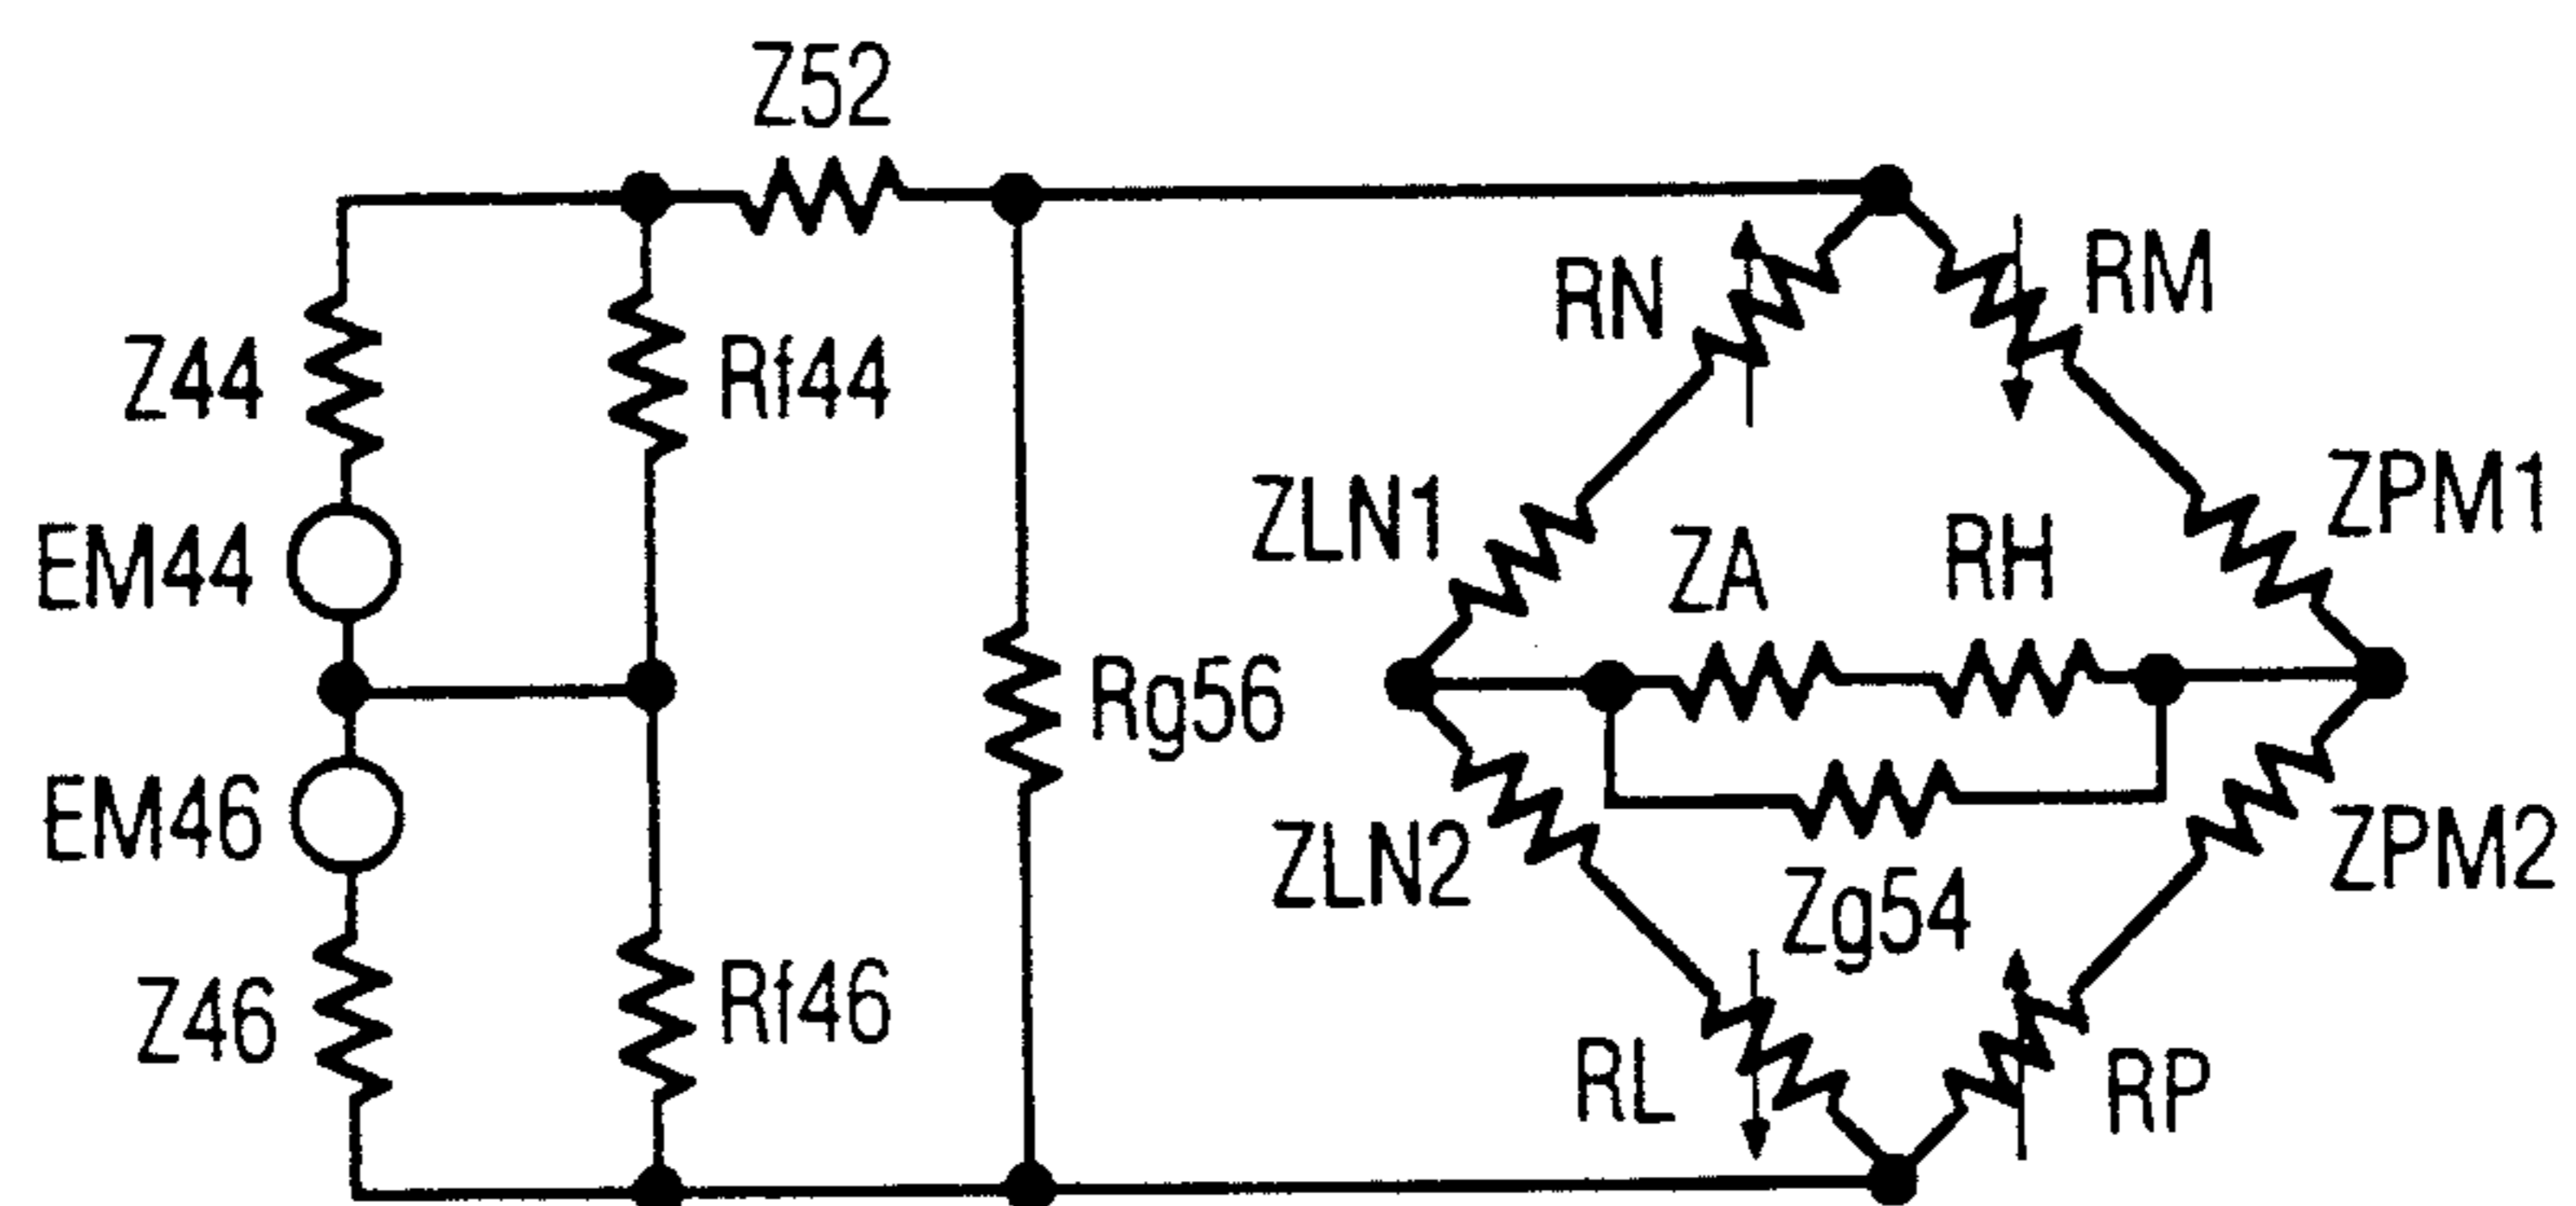 Z52
RN
RM
Z44
Rf44
ZLN1
ZPM1
ZA
RH
EM44
Rg56
EM46
ZLN2
ZPM2
Zg54
Z46
Rf46
RL
RP